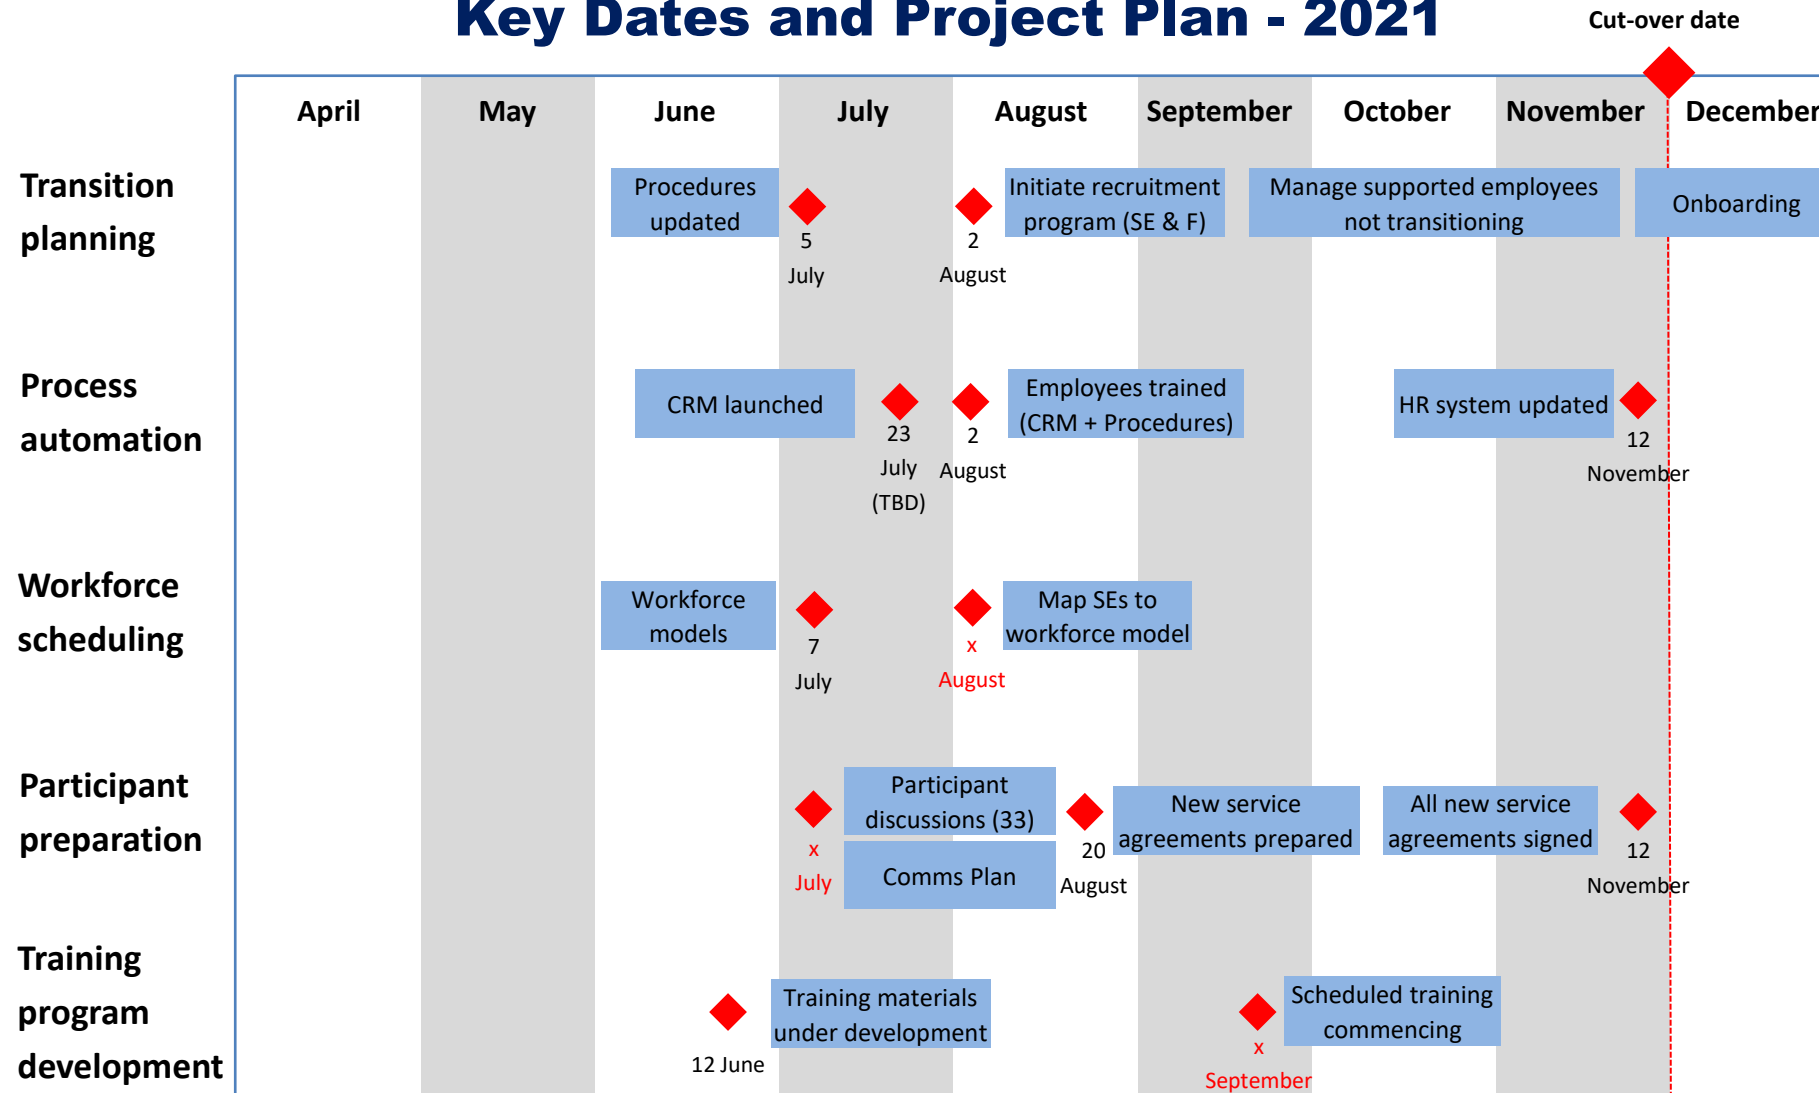 Key Dates and Project Plan - 2021
Cut-over date
April
May
June
July
August
September
October
November
December
Transition
planning
Procedures
updated
5
July
2
August
Initiate recruitment
program (SE & F)
Manage supported employees
not transitioning
Onboarding
Process
automation
CRM launched
23
July
(TBD)
2
August
Employees trained
(CRM + Procedures)
HR system updated
12
November
Workforce
scheduling
Workforce
models
7
July
x
August
Map SEs to
workforce model
Participant
preparation
x
July
Participant
discussions (33)
Comms Plan
20
August
New service
agreements prepared
All new service
agreements signed
12
November
Training
program
development
12 June
Training materials
under development
x
September
Scheduled training
commencing